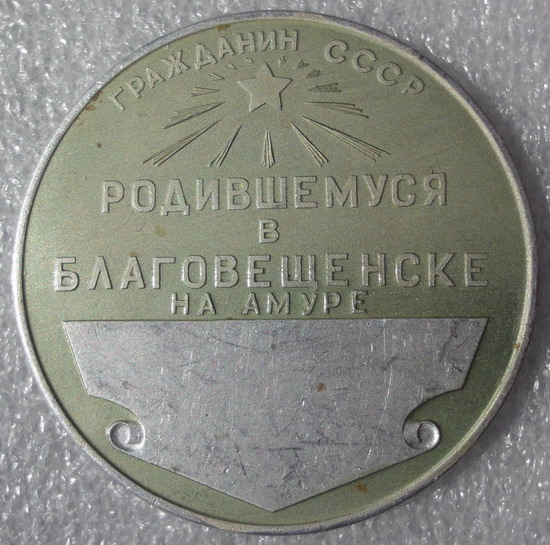 ГРАЖДАНИН СССР
РОДИВШЕМУСЯ
В
БЛАГОВЕЩЕНСКЕ
НА АМУРЕ